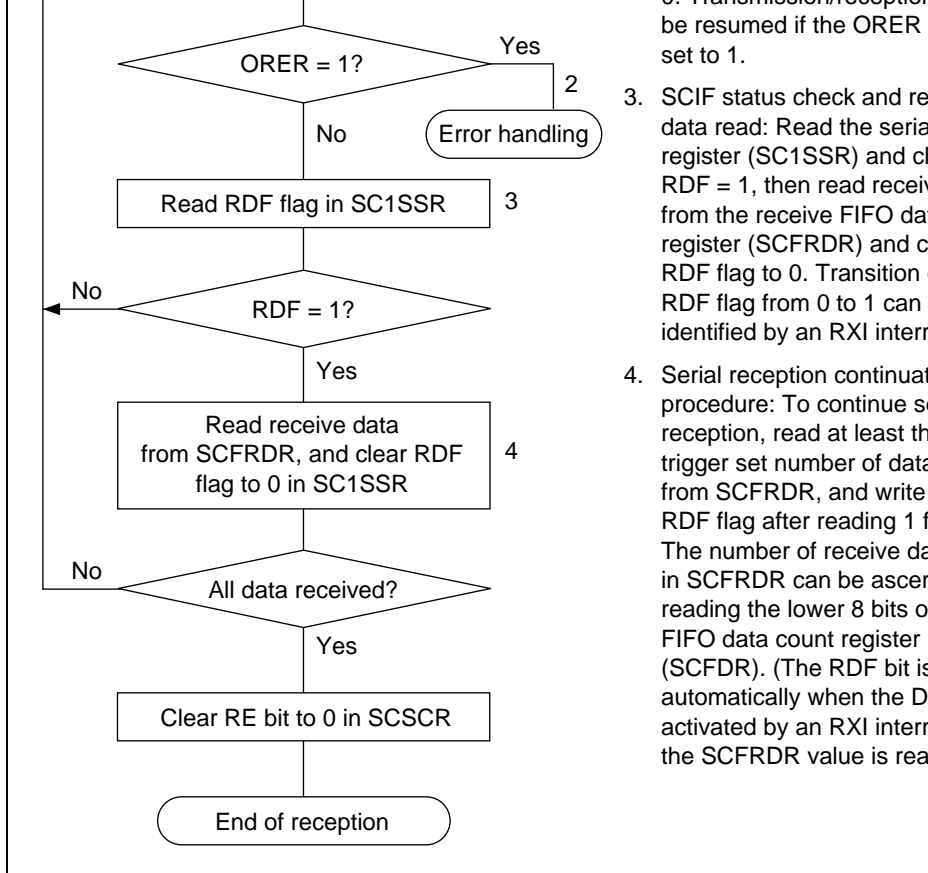 ORER = 1?
Yes
2
No
Error handling
Read RDF flag in SC1SSR
3
No
RDF = 1?
Yes
Read receive data
from SCFRDR, and clear RDF
flag to 0 in SC1SSR
4
No
All data received?
Yes
Clear RE bit to 0 in SCSCR
End of reception
be resumed if the ORER
set to 1.
3. SCIF status check and re
data read: Read the seria
register (SC1SSR) and c
RDF = 1, then read recei
from the receive FIFO da
register (SCFRDR) and c
RDF flag to 0. Transition
RDF flag from 0 to 1 can
identified by an RXI inter
4. Serial reception continua
procedure: To continue s
reception, read at least th
trigger set number of data
from SCFRDR, and write
RDF flag after reading 1 f
The number of receive da
in SCFRDR can be ascer
reading the lower 8 bits o
FIFO data count register
(SCFDR). (The RDF bit is
automatically when the D
activated by an RXI interr
the SCFRDR value is rea